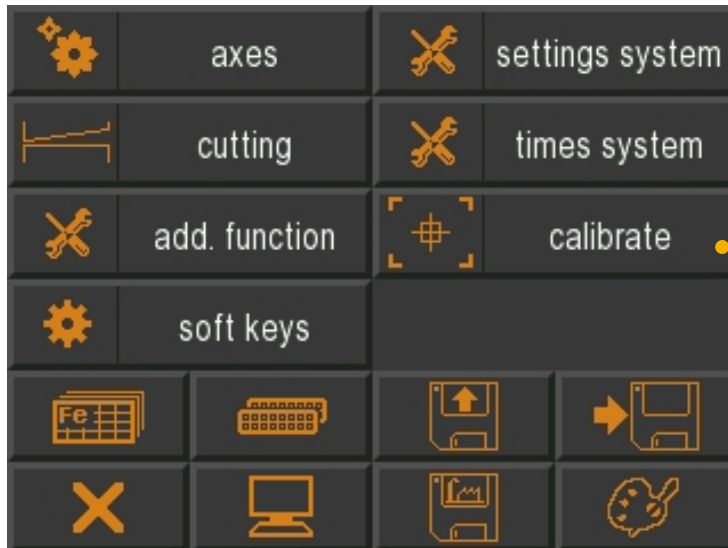 axes
settings system
cutting
times system
add. function
calibrate
soft keys
Fe